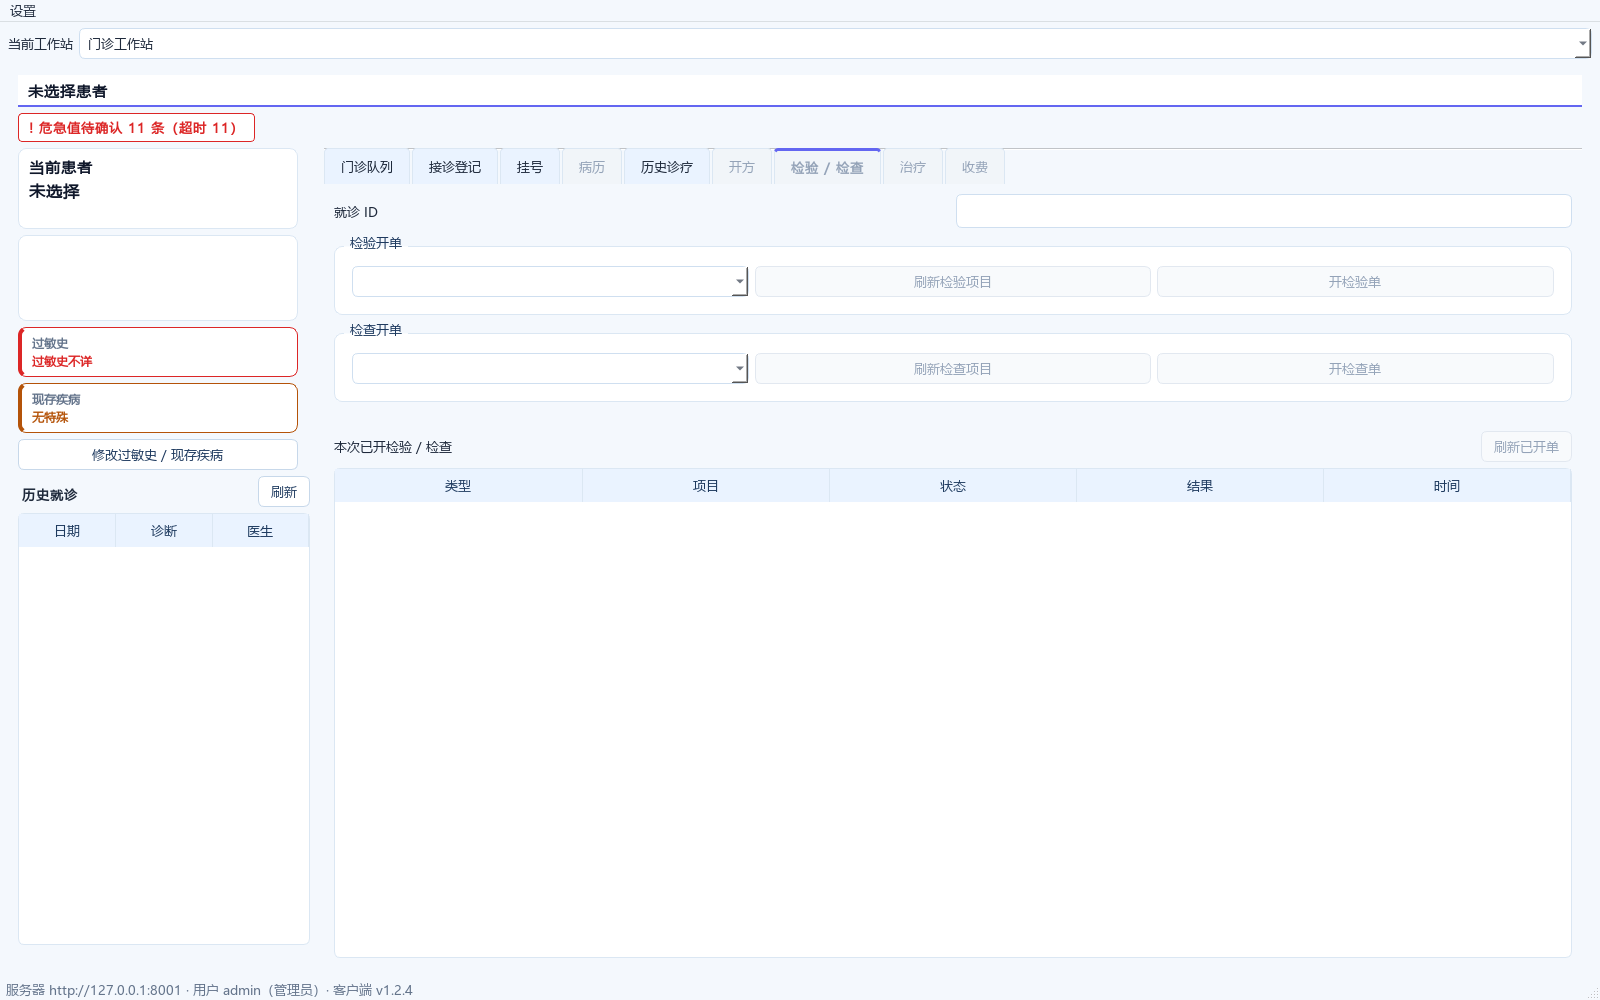 设置
当前工作站 门诊工作站
未选择患者
! 危急值待确认 11 条（超时 11）
当前患者
未选择
过敏史
过敏史不详
现存疾病
无特殊
修改过敏史 / 现存疾病
历史就诊 刷新
日期 诊断 医生
门诊队列 接诊登记 挂号 病历 历史诊疗 开方 检验 / 检查 治疗 收费
就诊 ID
检验开单
刷新检验项目 开检验单
检查开单
刷新检查项目 开检查单
本次已开检验 / 检查 刷新已开单
类型 项目 状态 结果 时间
服务器 http://127.0.0.1:8001 · 用户 admin（管理员）· 客户端 v1.2.4